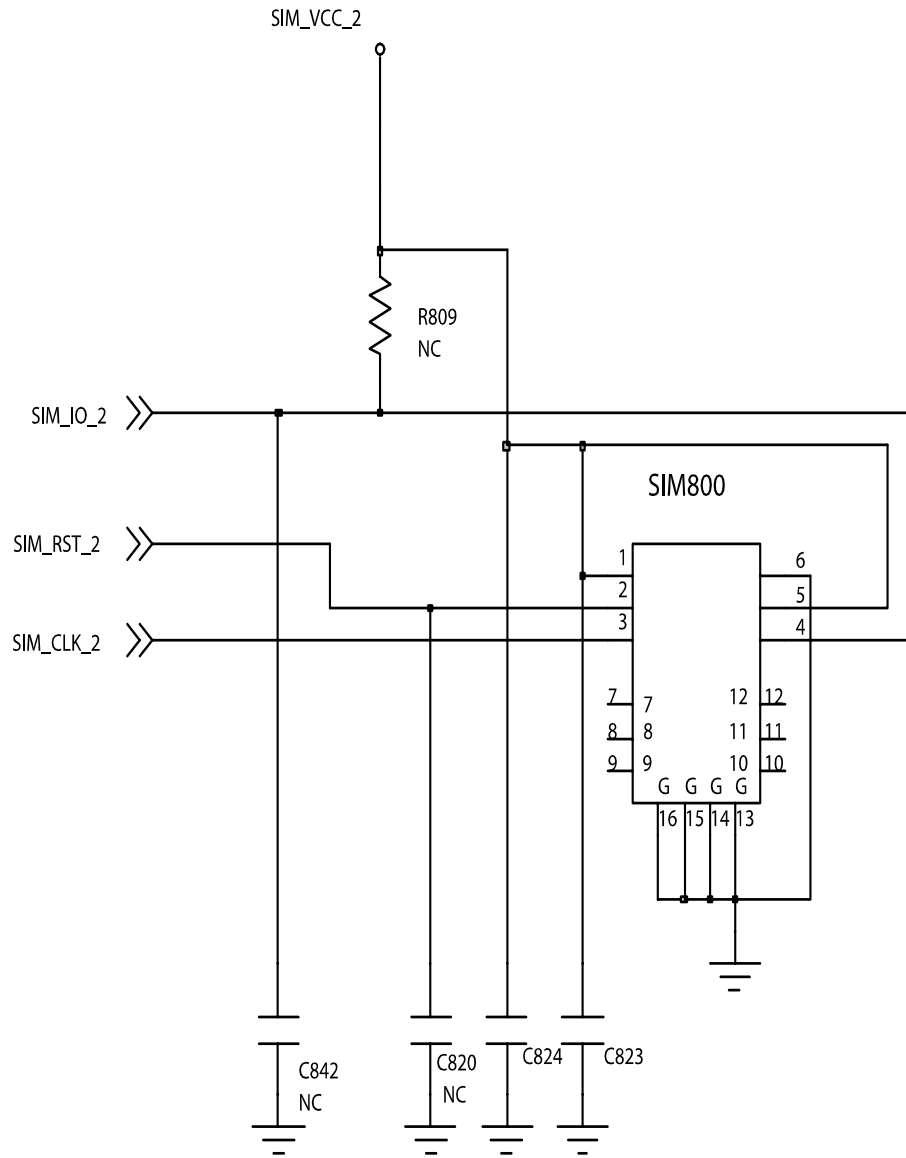 SIM_VCC_2
R809
NC
SIM_IO_2
SIM800
SIM_RST_2
1
6
2
5
3
4
SIM_CLK_2
7
7
12
12
8
8
11
11
9
9
10
10
G G G G
16 15 14 13
C842
NC
C820
NC
C824
C823